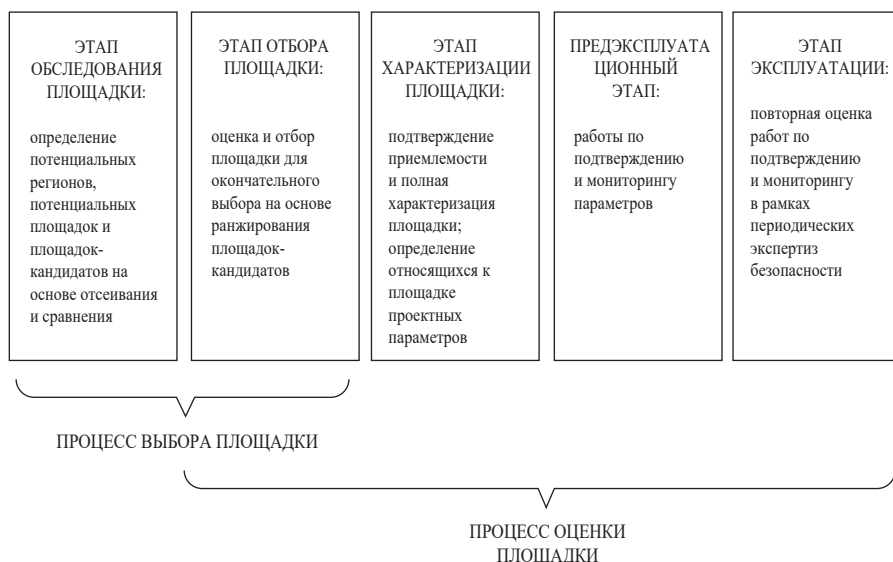 ЭТАП
ОБСЛЕДОВАНИЯ
ПЛОЩАДКИ:
определение
потенциальных
регионов,
потенциальных
площадок и
площадок-
кандидатов на
основе отсеивания
и сравнения
ЭТАП ОТБОРА
ПЛОЩАДКИ:
оценка и отбор
площадки для
окончательного
выбора на основе
ранжирования
площадок-
кандидатов
ЭТАП
ХАРАКТЕРИЗАЦИИ
ПЛОЩАДКИ:
подтверждение
приемлемости
и полная
характеризация
площадки;
определение
относящихся к
площадке
проектных
параметров
ПРЕДЭКСПЛУАТА
ЦИОННЫЙ
ЭТАП:
работы по
подтверждению
и мониторингу
параметров
ЭТАП
ЭКСПЛУАТАЦИИ:
повторная оценка
работ по
подтверждению
и мониторингу
в рамках
периодических
экспертиз
безопасности
ПРОЦЕСС ВЫБОРА ПЛОЩАДКИ
ПРОЦЕСС ОЦЕНКИ
ПЛОЩАДКИ